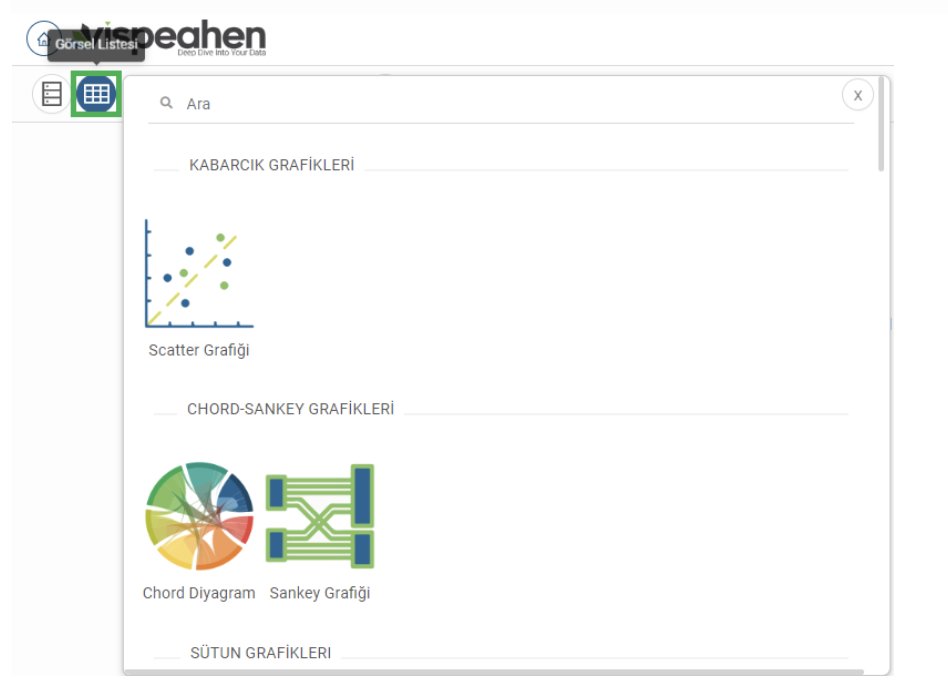 vispeahen
Deep Dive Into Your Data
Görsel Listesi
Ara
X
KABARCIK GRAFİKLERİ
Scatter Grafiği
CHORD-SANKEY GRAFİKLERİ
Chord Diyagram Sankey Grafiği
SÜTUN GRAFİKLERI